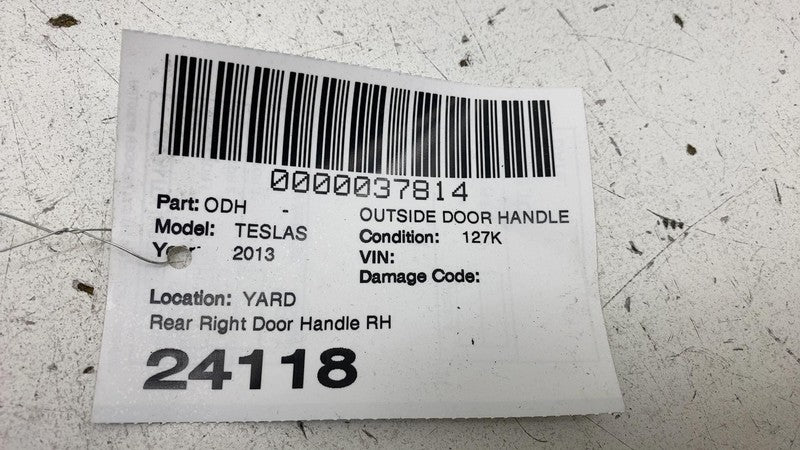 0000037814
Part: ODH - OUTSIDE DOOR HANDLE
Model: TESLAS Condition: 127K
2013 VIN:
Damage Code:
Location: YARD
Rear Right Door Handle RH
24118